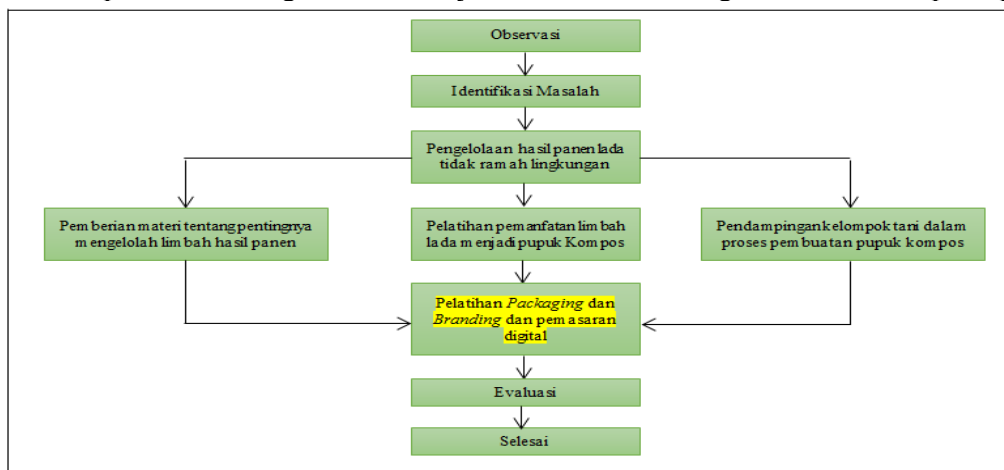 Observasi
Identifikasi Masalah
Pengelolaan hasil panen lada
tidak ramah lingkungan
Pemberian materi tentang pentingnya
mengelolah limbah hasil panen
Pelatihan pemanfatan limbah
lada menjadi pupuk Kompos
Pendampingan kelompok tani dalam
proses pembuatan pupuk kompos
Pelatihan Packaging dan
Branding dan pemasaran
digital
Evaluasi
Selesai